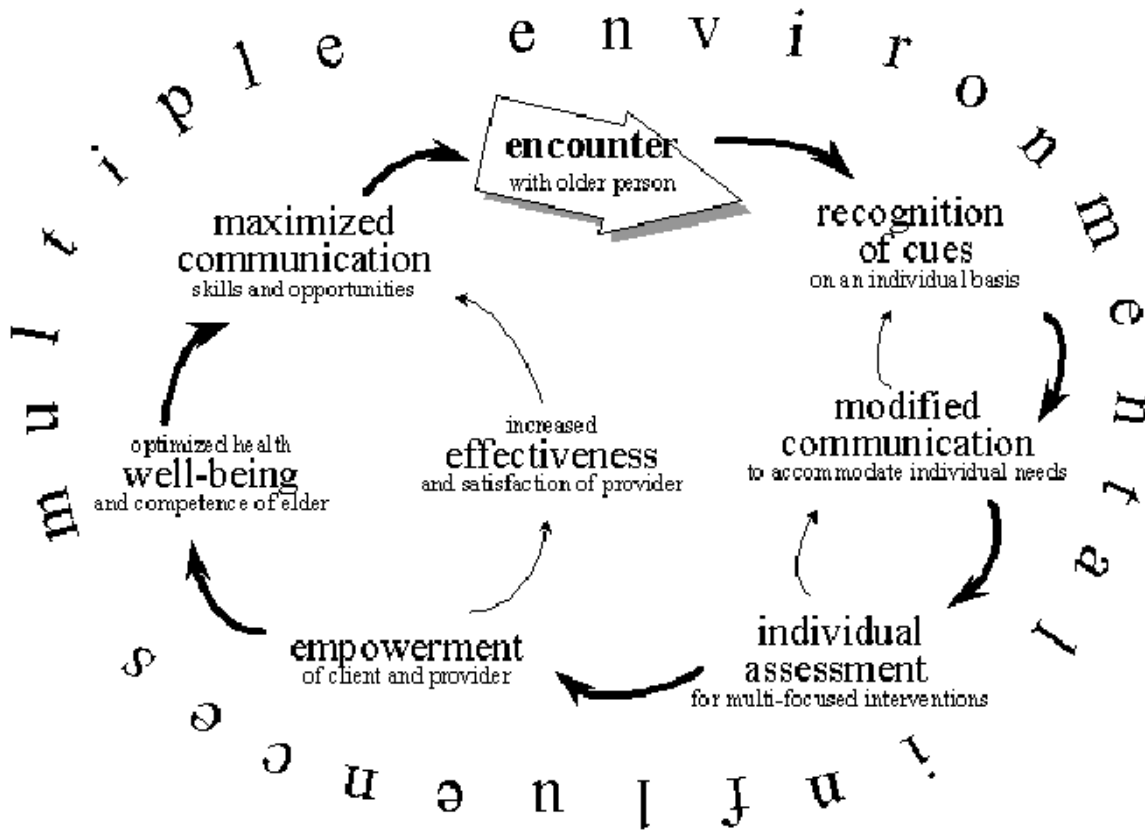 multiple environmental influences
encounter
with older person
recognition
of cues
on an individual basis
modified
communication
to accommodate individual needs
individual
assessment
for multi-focused interventions
empowerment
of client and provider
increased
effectiveness
and satisfaction of provider
optimized health
well-being
and competence of elder
maximized
communication
skills and opportunities